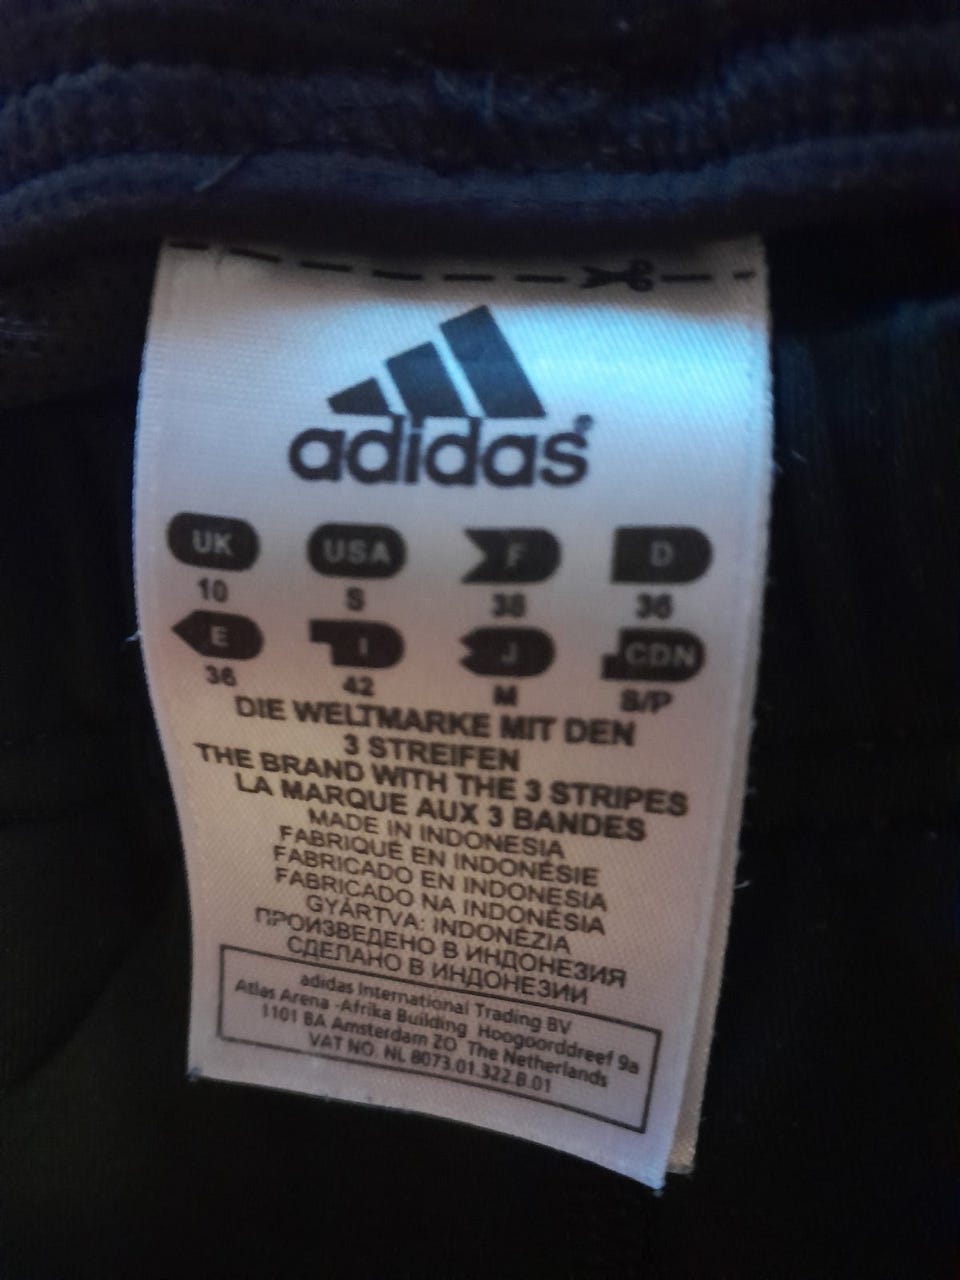 adidas®
UK USA F D
10 S 38 36
E I J CDN
36 42 M S/P
DIE WELTMARKE MIT DEN
3 STREIFEN
THE BRAND WITH THE 3 STRIPES
LA MARQUE AUX 3 BANDES
MADE IN INDONESIA
FABRIQUÉ EN INDONÉSIE
FABRICADO EN INDONESIA
FABRICADO NA INDONÉSIA
GYÁRTVA: INDONÉZIA
ПРОИЗВЕДЕНО В ИНДОНЕЗИЯ
СДЕЛАНО В ИНДОНЕЗИИ
adidas International Trading BV
Atlas Arena -Afrika Building Hoogoorddreef 9a
1101 BA Amsterdam ZO The Netherlands
VAT NO. NL 8073.01.322.B.01